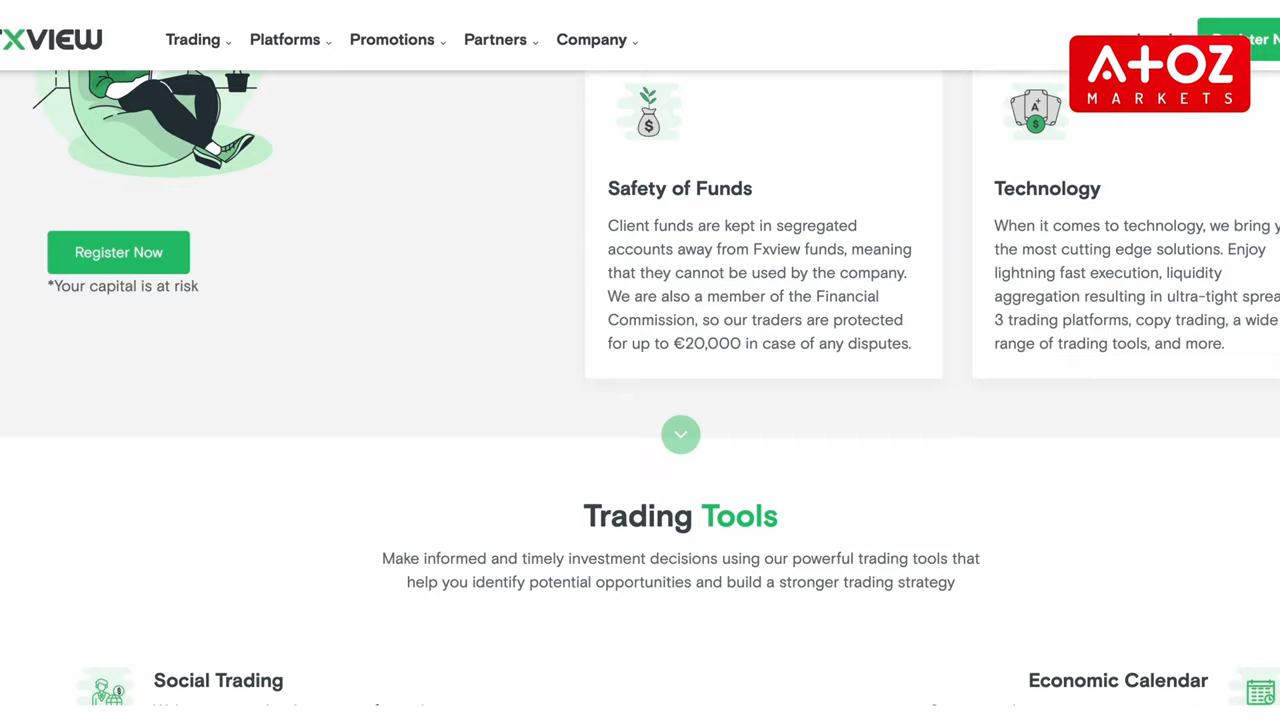 XVIEW
Trading
Platforms
Promotions
Partners
Company
ATOZ
MARKETS
$
A+
$
Safety of Funds
Client funds are kept in segregated
accounts away from Fxview funds, meaning
that they cannot be used by the company.
We are also a member of the Financial
Commission, so our traders are protected
for up to €20,000 in case of any disputes.
Technology
When it comes to technology, we bring
the most cutting edge solutions. Enjoy
lightning fast execution, liquidity
aggregation resulting in ultra-tight
3 trading platforms, copy trading, a wide
range of trading tools, and more.
Register Now
*Your capital is at risk
Trading Tools
Make informed and timely investment decisions using our powerful trading tools that
help you identify potential opportunities and build a stronger trading strategy
Social Trading
Economic Calendar